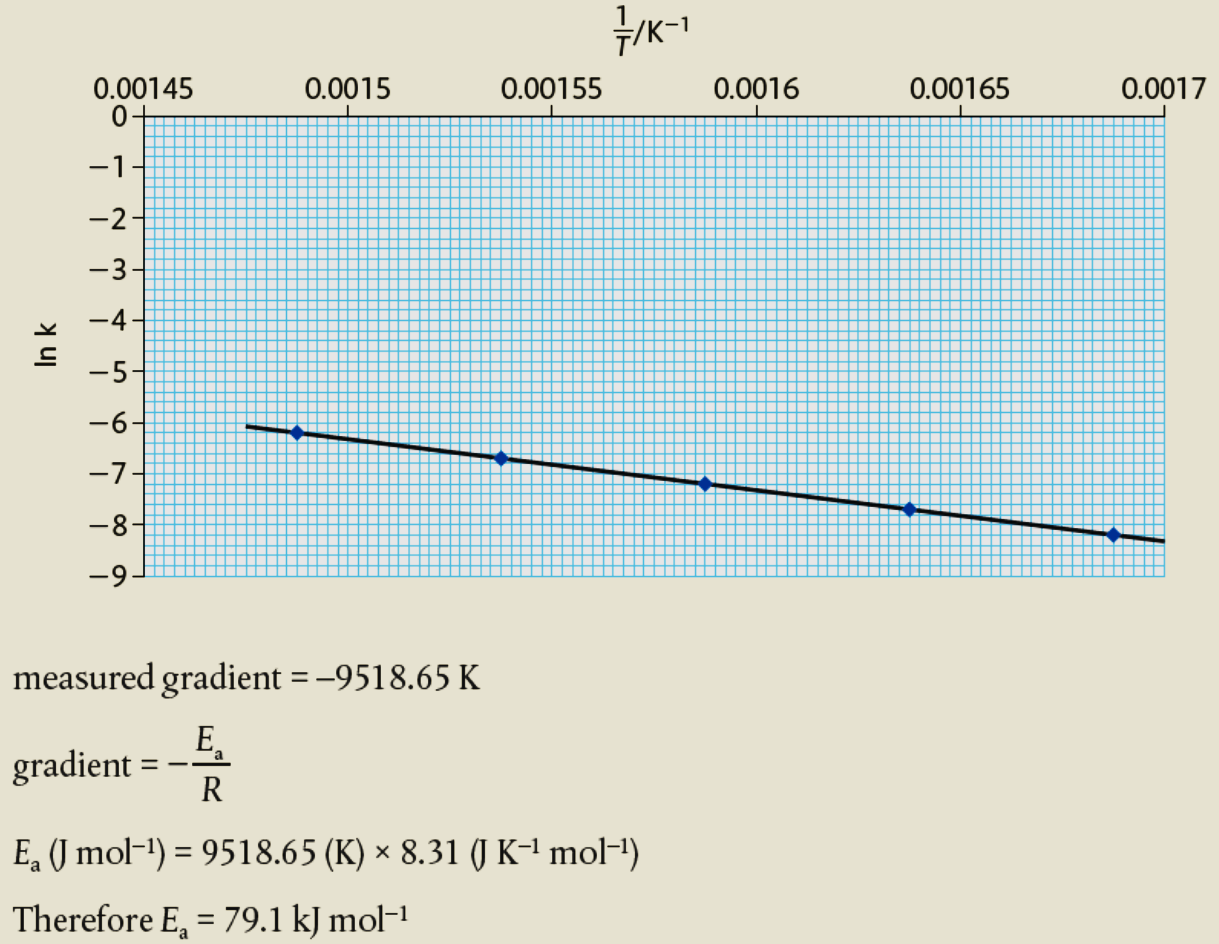 1/T /K⁻¹
0.00145 0.0015 0.00155 0.0016 0.00165 0.0017
0
−1
−2
−3
−4
ln k
−5
−6
−7
−8
−9
measured gradient = −9518.65 K
gradient = −Eₐ/R
Eₐ (J mol⁻¹) = 9518.65 (K) × 8.31 (J K⁻¹ mol⁻¹)
Therefore Eₐ = 79.1 kJ mol⁻¹